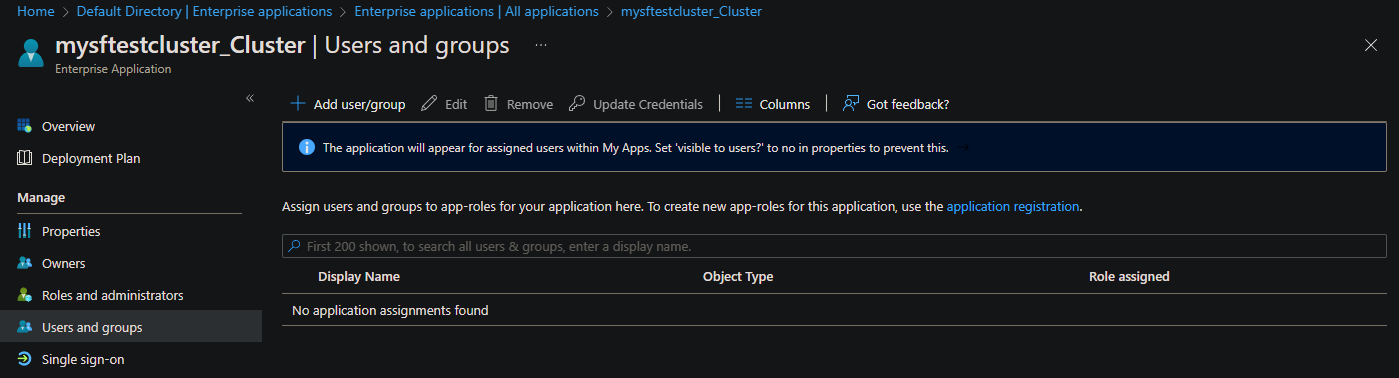 Home > Default Directory | Enterprise applications > Enterprise applications | All applications > mysftestcluster_Cluster
mysftestcluster_Cluster | Users and groups ...
Enterprise Application
Overview
Deployment Plan
Manage
Properties
Owners
Roles and administrators
Users and groups
Single sign-on
Add user/group Edit Remove Update Credentials | Columns | Got feedback?
The application will appear for assigned users within My Apps. Set 'visible to users?' to no in properties to prevent this. →
Assign users and groups to app-roles for your application here. To create new app-roles for this application, use the application registration.
First 200 shown, to search all users & groups, enter a display name.
Display Name Object Type Role assigned
No application assignments found